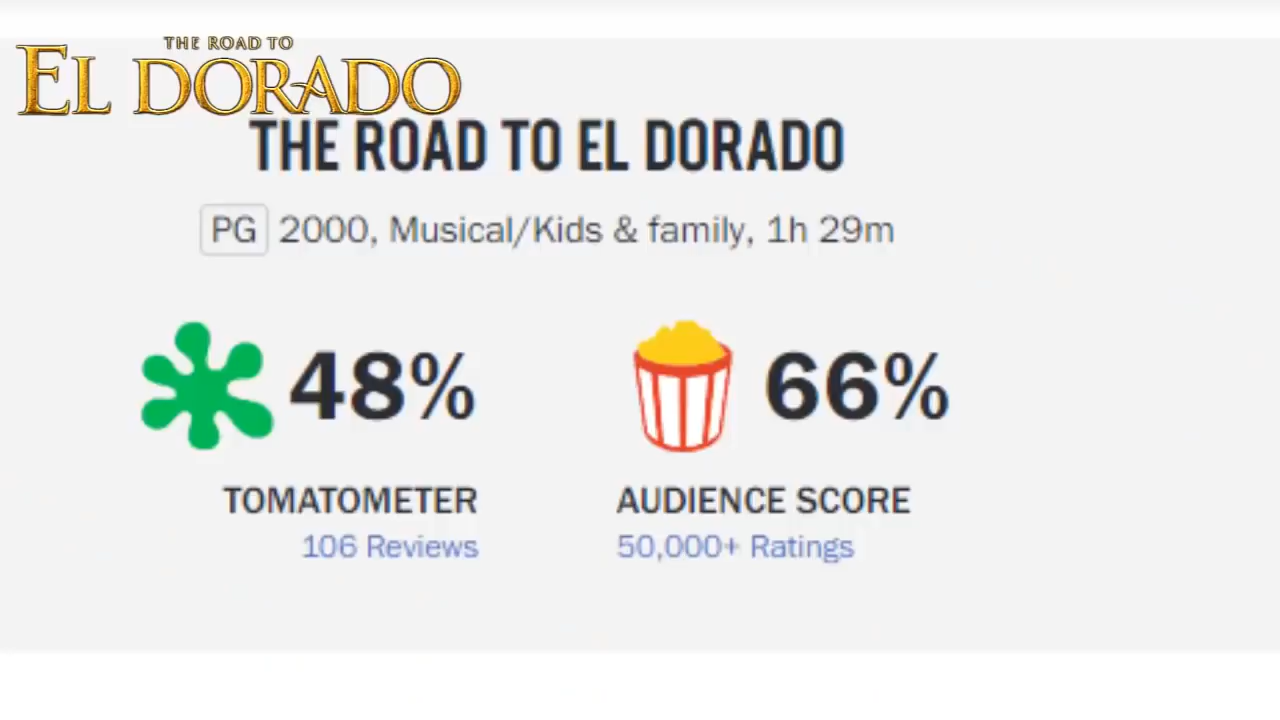 THE ROAD TO
EL DORADO
THE ROAD TO EL DORADO
PG 2000, Musical/Kids & family, 1h 29m
48% 66%
TOMATOMETER AUDIENCE SCORE
106 Reviews 50,000+ Ratings